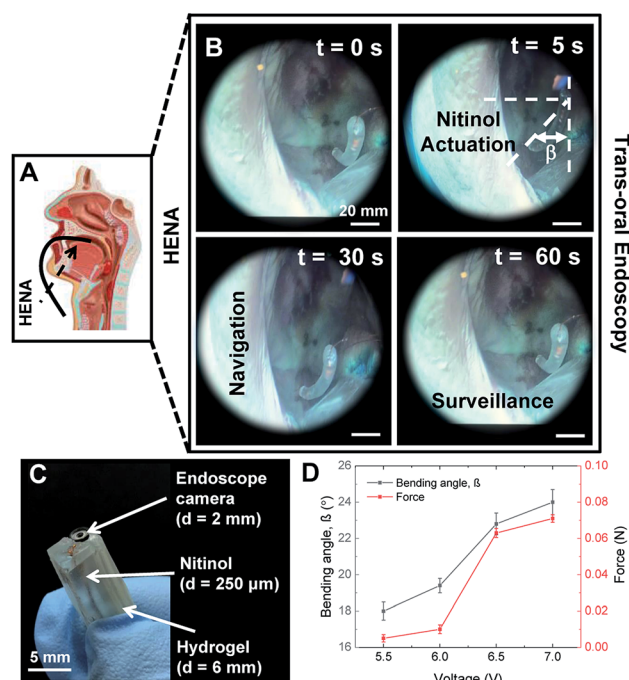 A
HENA
HENA
B
t = 0 s
20 mm
t = 5 s
Nitinol
Actuation
β
t = 30 s
Navigation
t = 60 s
Surveillance
Trans-oral Endoscopy
C
Endoscope
camera
(d = 2 mm)
Nitinol
(d = 250 μm)
Hydrogel
(d = 6 mm)
5 mm
D
Bending angle, ß
Force
Bending angle, ß (°)
26
24
22
20
18
16
0.10
0.08
0.06
0.04
0.02
0.00
Force (N)
5.5 6.0 6.5 7.0
Voltage (V)